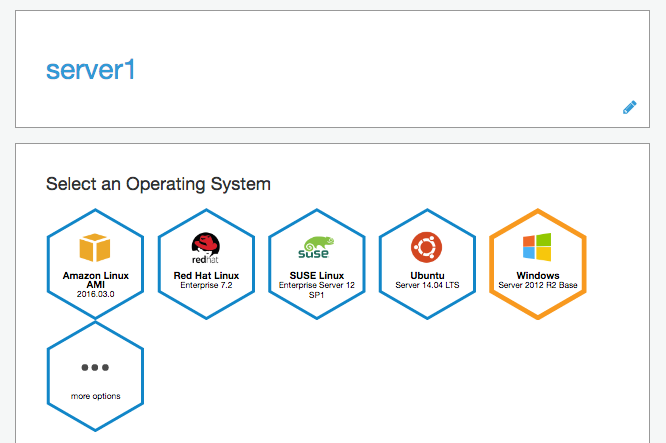 server1
Select an Operating System
Amazon Linux
AMI
2016.03.0
redhat
Red Hat Linux
Enterprise 7.2
SUSE
SUSE Linux
Enterprise Server 12
SP1
Ubuntu
Server 14.04 LTS
Windows
Server 2012 R2 Base
more options